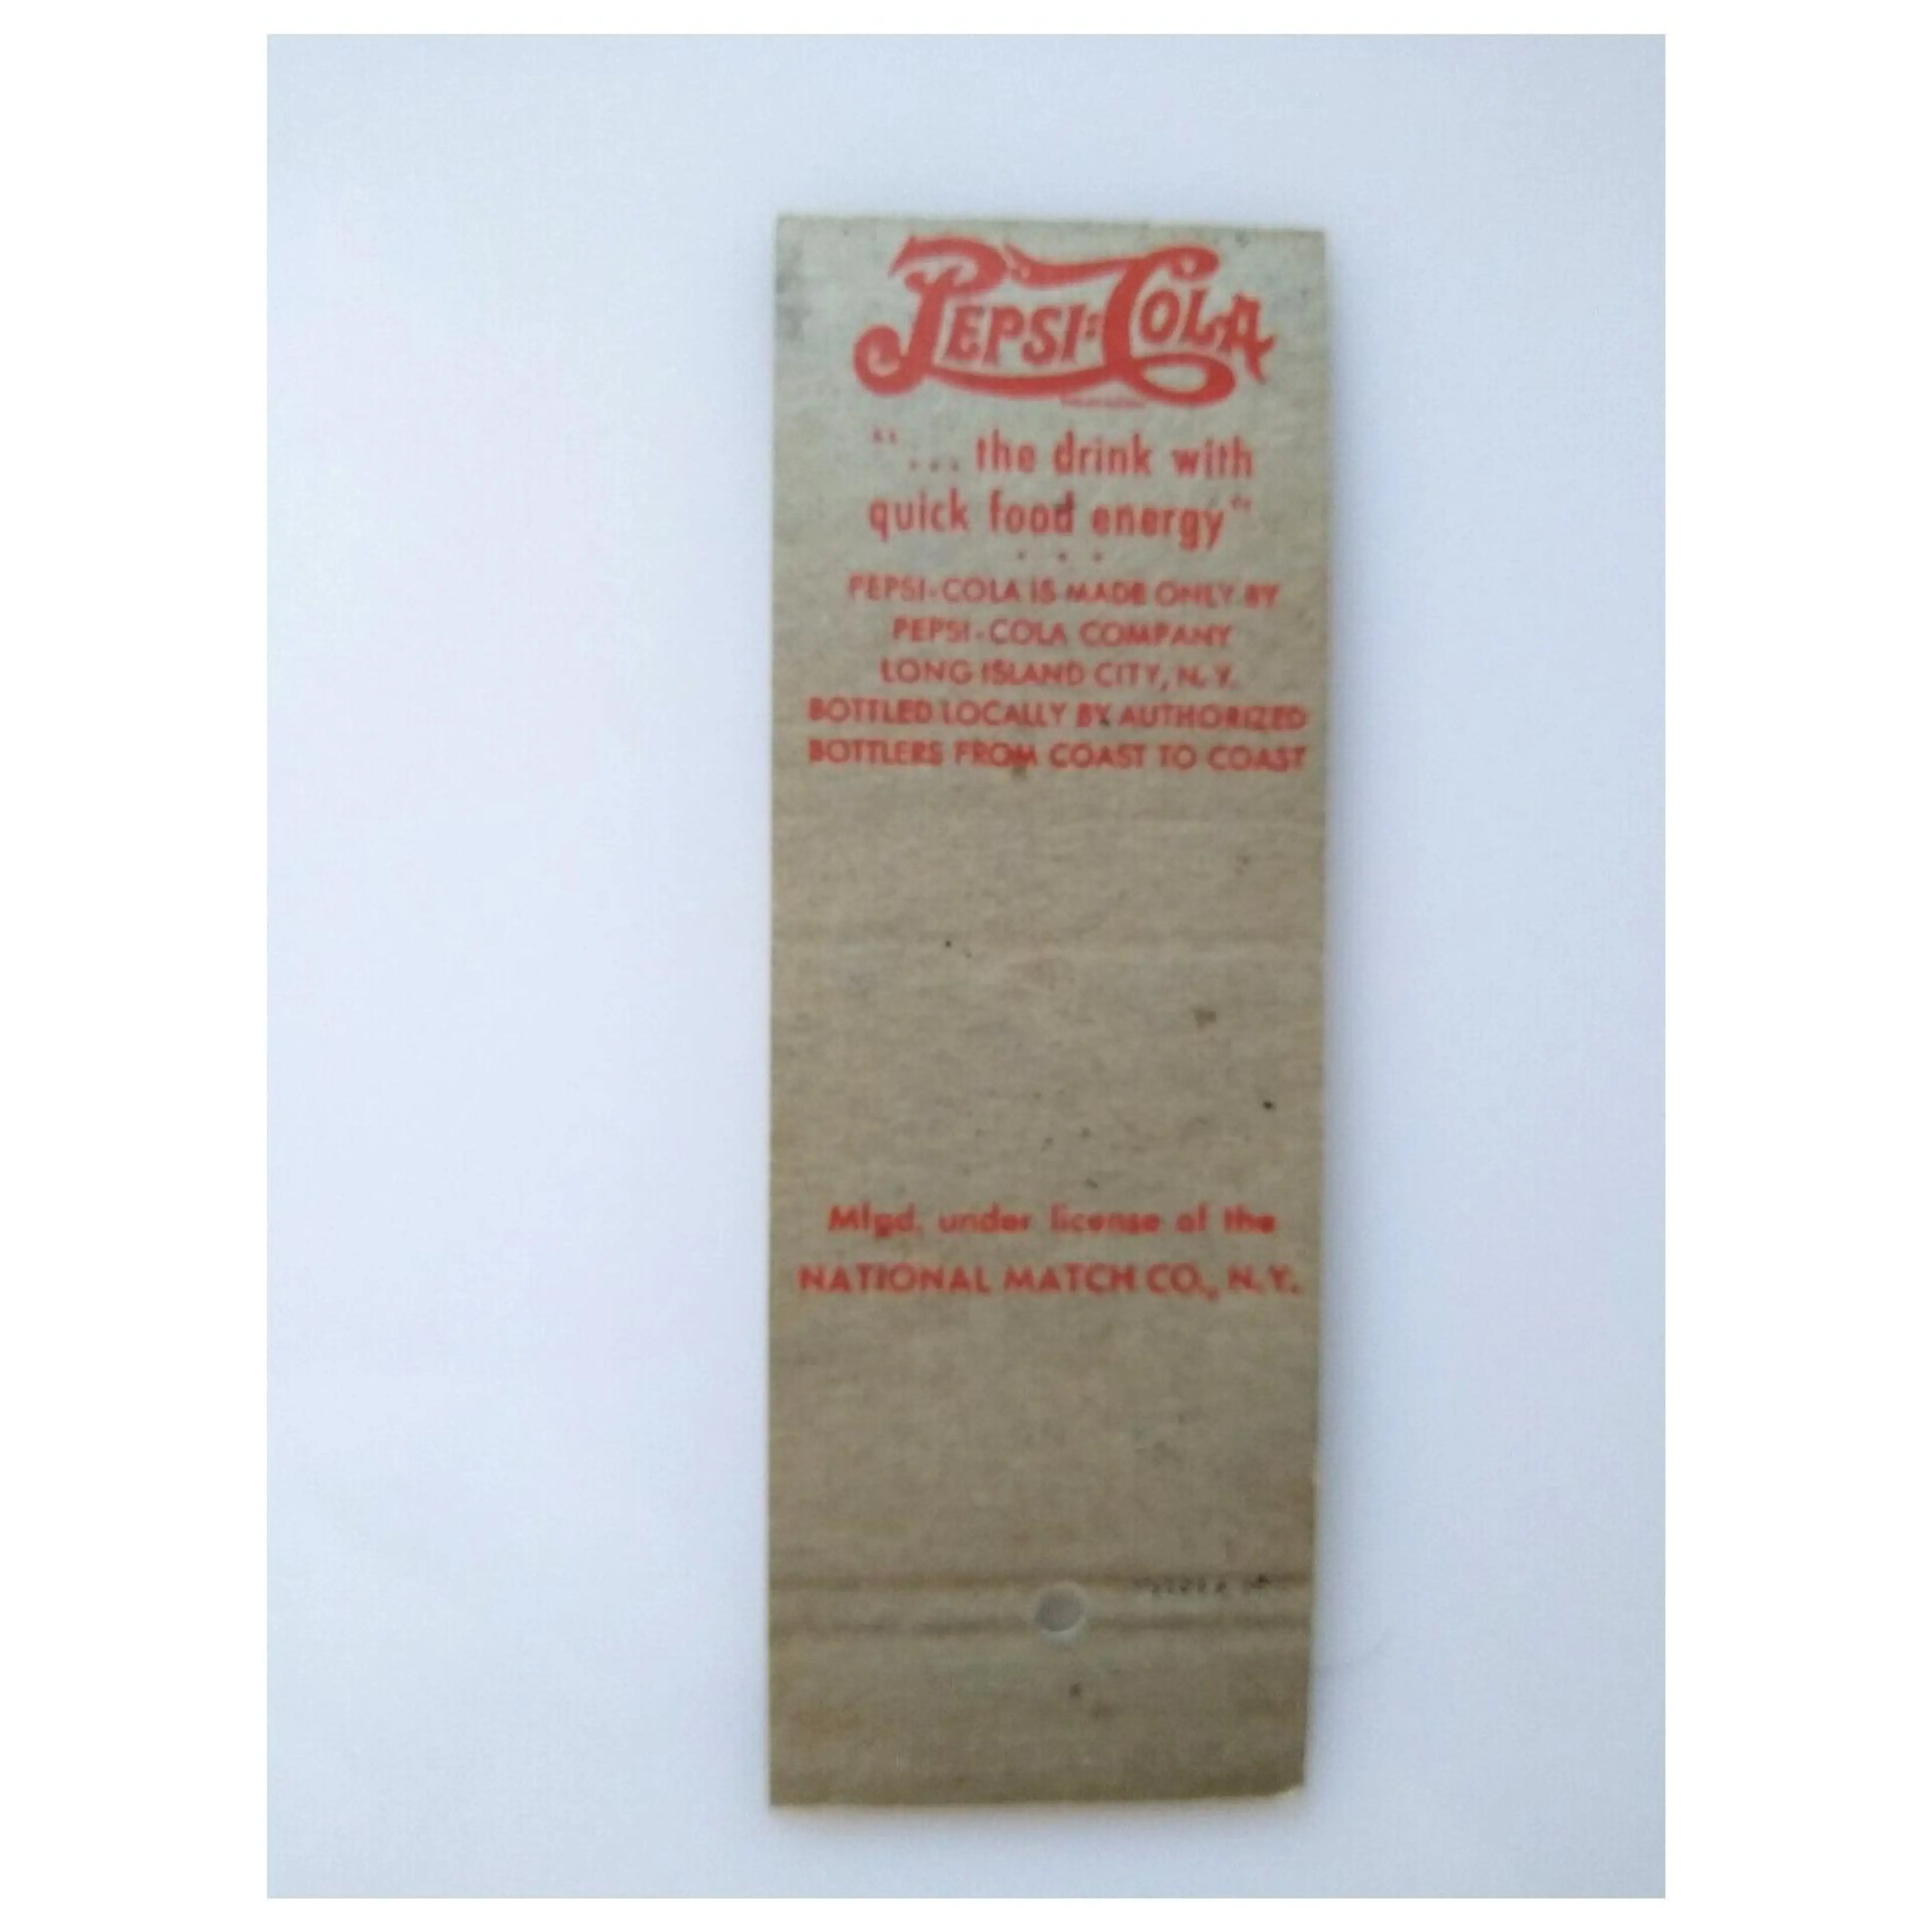 PEPSI-COLA
"... the drink with
quick food energy"
PEPSI-COLA IS MADE ONLY BY
PEPSI-COLA COMPANY
LONG ISLAND CITY, N. Y.
BOTTLED LOCALLY BY AUTHORIZED
BOTTLERS FROM COAST TO COAST
Mfgd. under license of the
NATIONAL MATCH CO., N. Y.